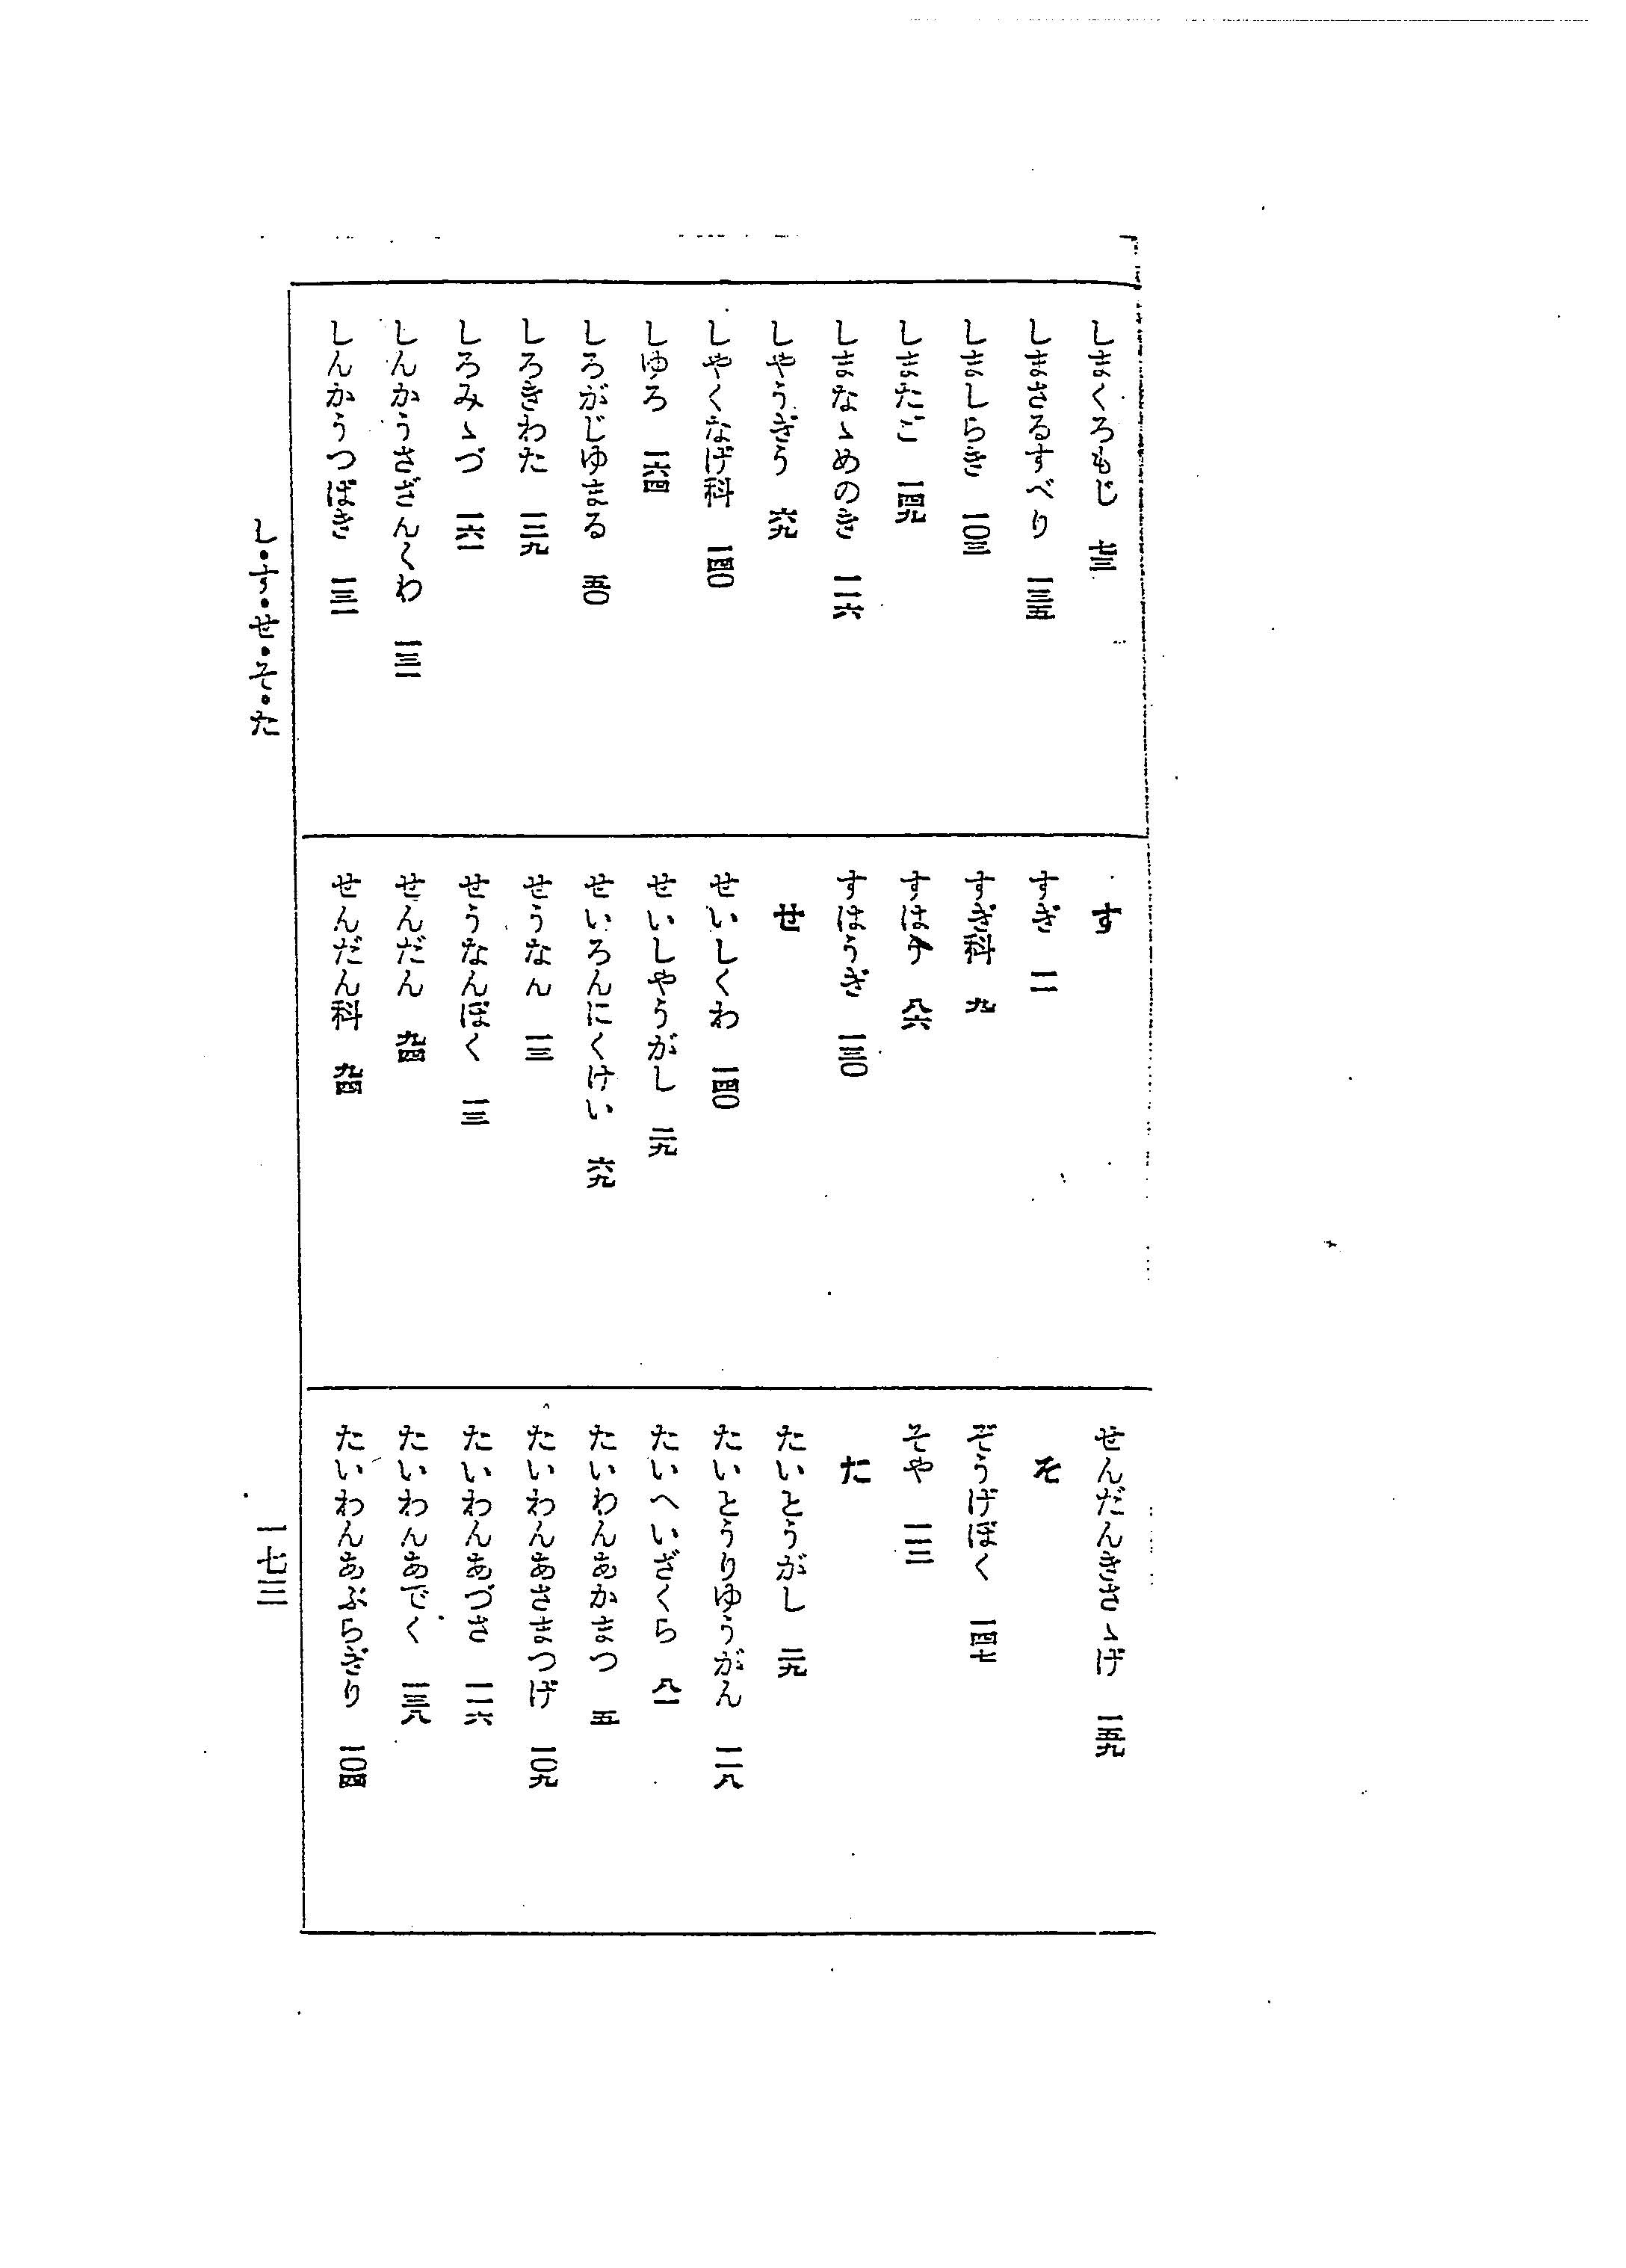 しまくろもじ 七三
しまさるすべり 一三五
しましらき 一〇三
しまたご 一四九
しまなゝめのき 一一六
しやうぎう 六九
しやくなげ科 一四〇
しゆろ 一六四
しろがじゆまる 五〇
しろきわた 一二九
しろみゝづ 一六一
しんかうさざんくわ 一三一
しんかうつぼき 一三一
す
すぎ 一一
すぎ科 九
すはう 八六
すはうぎ 一三〇
せ
せいしくわ 一四〇
せいしやうがし 二九
せいろんにくけい 六九
せうなん 一三
せうなんぼく 一三
せんだん 九四
せんだん科 九四
せんだんきさゝげ 一五九
そ
ぞうげぼく 一四七
そや 一二二
た
たいとうがし 二九
たいとうりゆうがん 一一八
たいへいざくら 八一
たいわんあかまつ 五
たいわんあさまつげ 一〇九
たいわんあづさ 一一六
たいわんあでく 一三八
たいわんあぶらぎり 一〇四
し・す・せ・そ・た
一七三